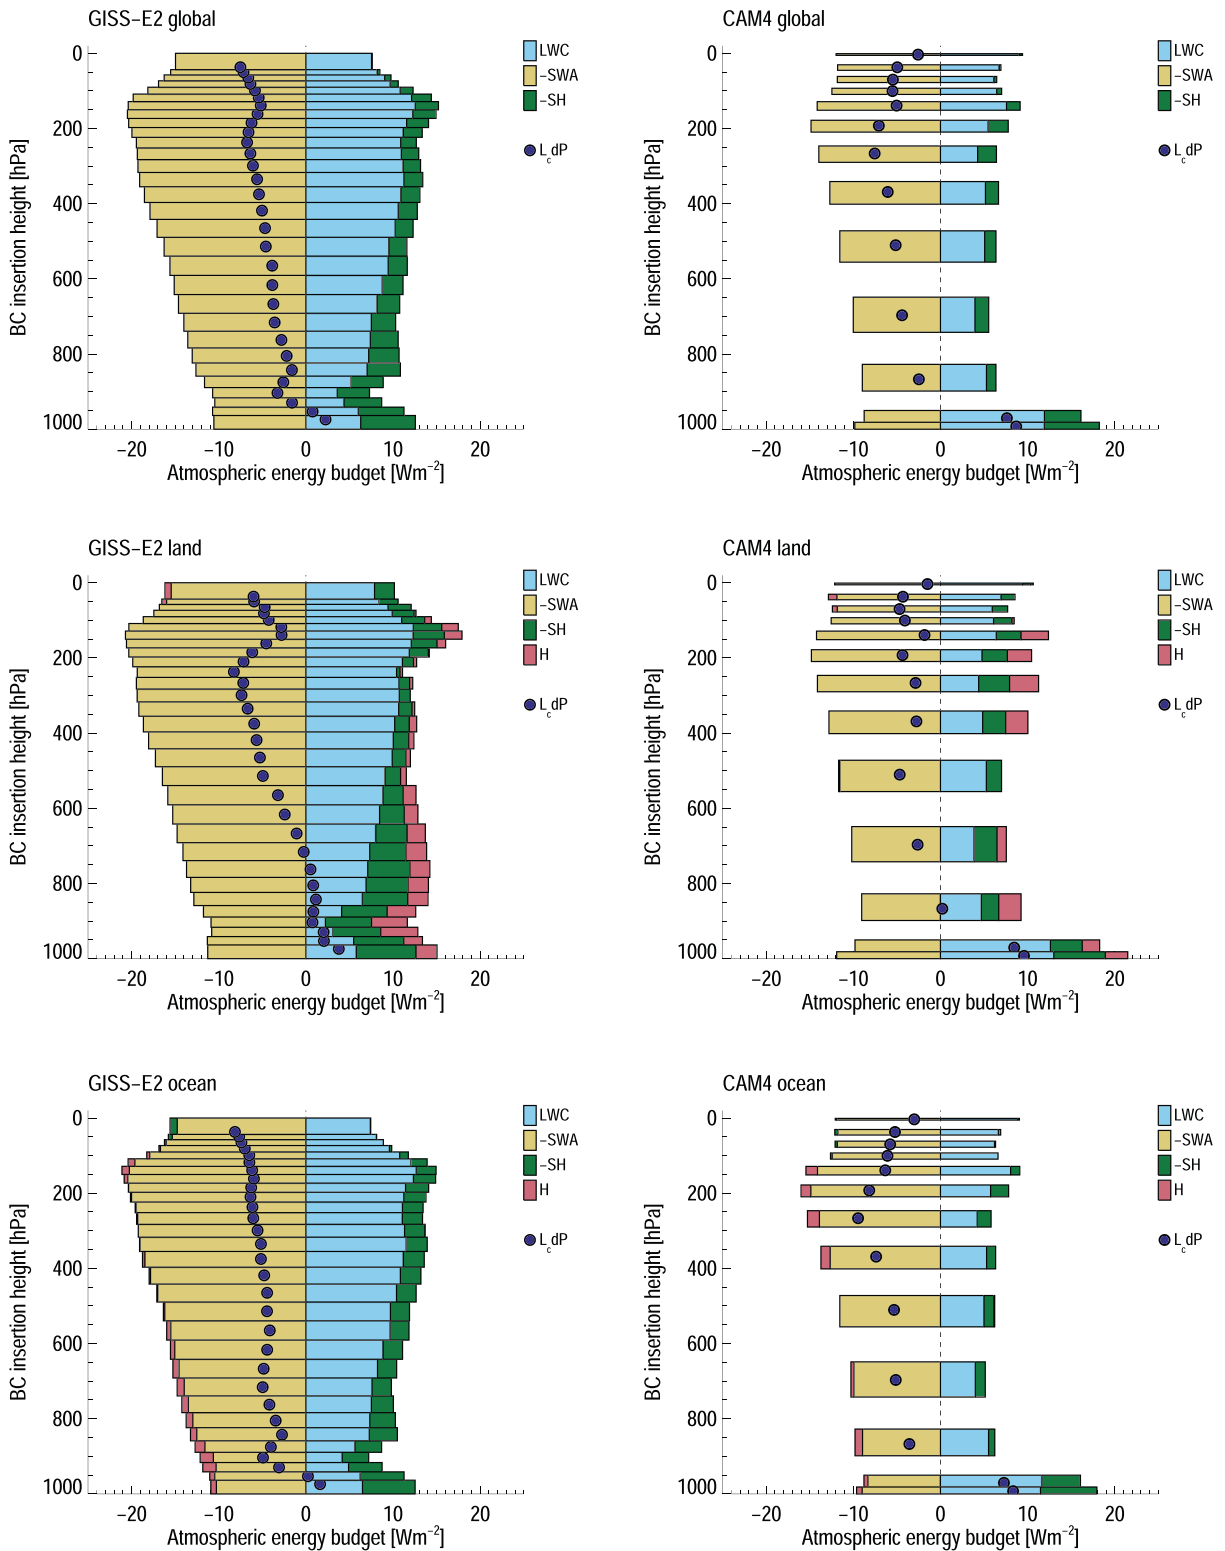 GISS−E2 global
0
200
400
600
800
1000
BC insertion height [hPa]
−20 −10 0 10 20
Atmospheric energy budget [Wm−2]
LWC
−SWA
−SH
LcdP
CAM4 global
0
200
400
600
800
1000
BC insertion height [hPa]
−20 −10 0 10 20
Atmospheric energy budget [Wm−2]
LWC
−SWA
−SH
LcdP
GISS−E2 land
0
200
400
600
800
1000
BC insertion height [hPa]
−20 −10 0 10 20
Atmospheric energy budget [Wm−2]
LWC
−SWA
−SH
H
LcdP
CAM4 land
0
200
400
600
800
1000
BC insertion height [hPa]
−20 −10 0 10 20
Atmospheric energy budget [Wm−2]
LWC
−SWA
−SH
H
LcdP
GISS−E2 ocean
0
200
400
600
800
1000
BC insertion height [hPa]
−20 −10 0 10 20
Atmospheric energy budget [Wm−2]
LWC
−SWA
−SH
H
LcdP
CAM4 ocean
0
200
400
600
800
1000
BC insertion height [hPa]
−20 −10 0 10 20
Atmospheric energy budget [Wm−2]
LWC
−SWA
−SH
H
LcdP